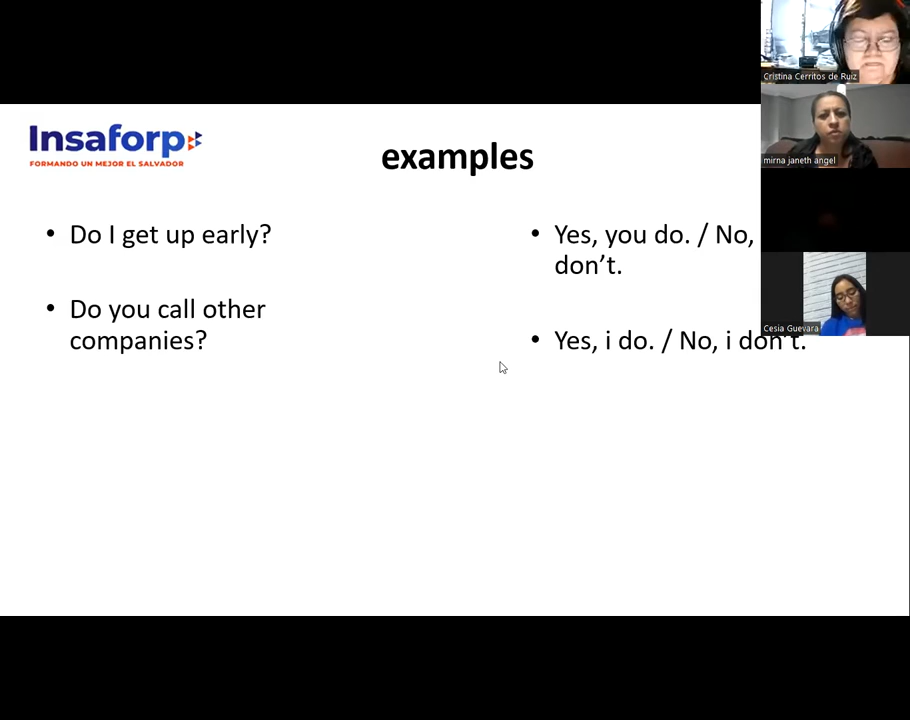 Cristina Cerritos de Ruiz
mirna janeth angel
Insaforp
FORMANDO UN MEJOR EL SALVADOR
examples
• Do I get up early?
• Do you call other
companies?
• Yes, you do. / No,
don’t.
• Yes, i do. / No, i don’t.
Cesia Guevara